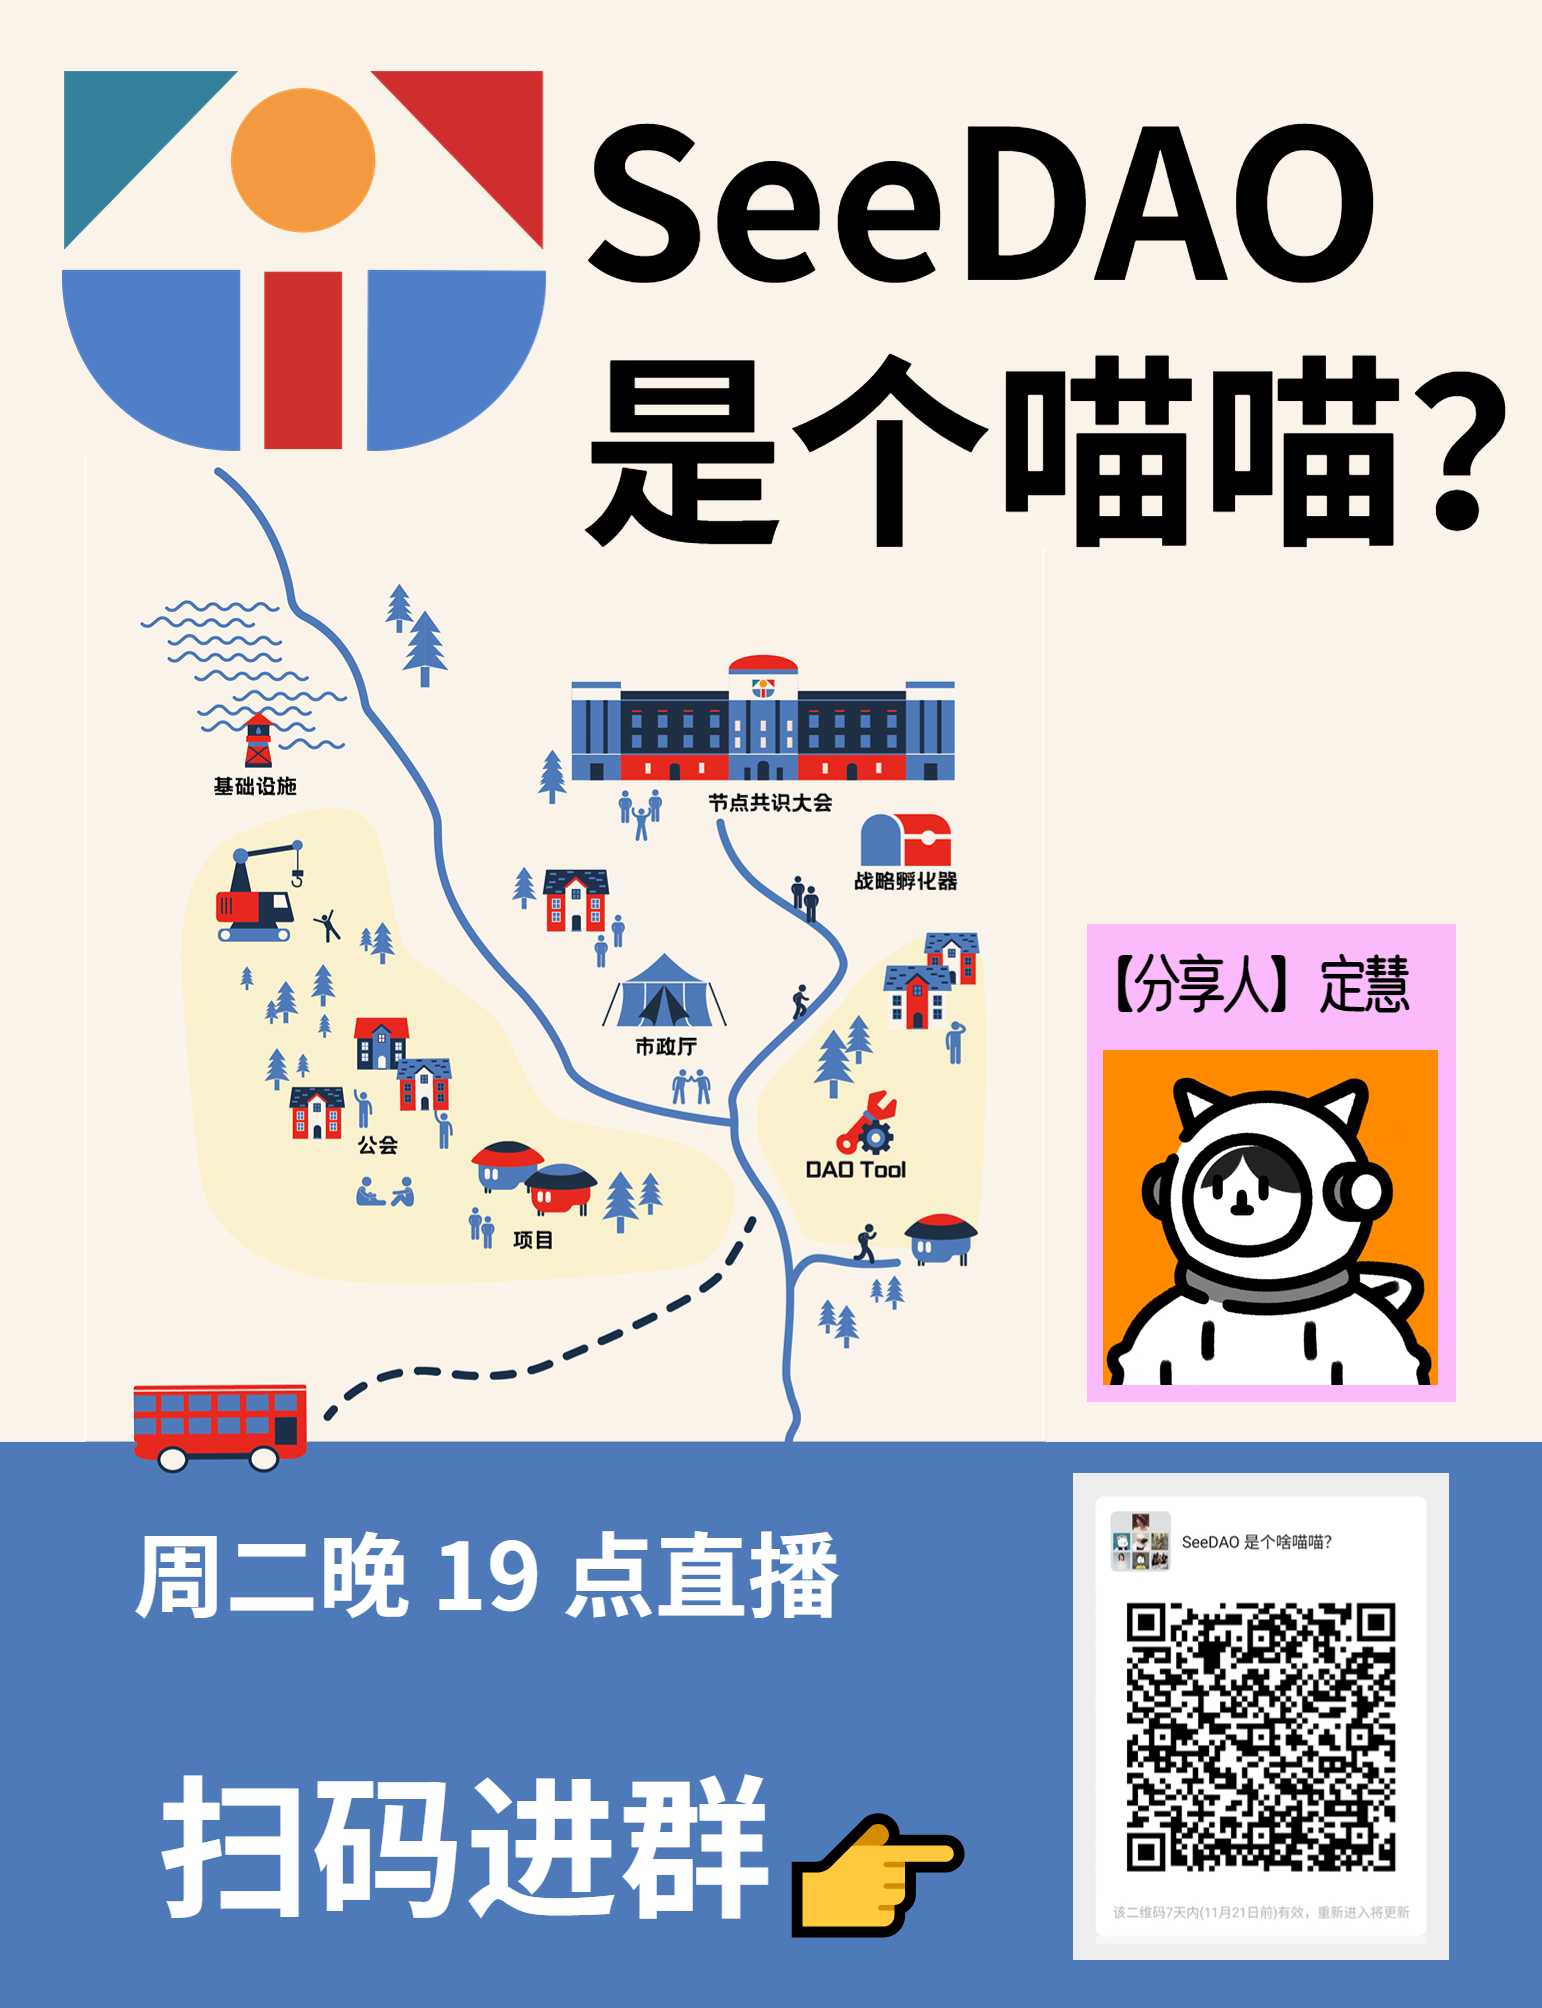 SeeDAO
是个喵喵?
基础设施
节点共识大会
战略孵化器
市政厅
公会
DAO Tool
项目
【分享人】定慧
周二晚 19 点直播
扫码进群
SeeDAO 是个啥喵喵?
该二维码7天内(11月21日前)有效，重新进入将更新